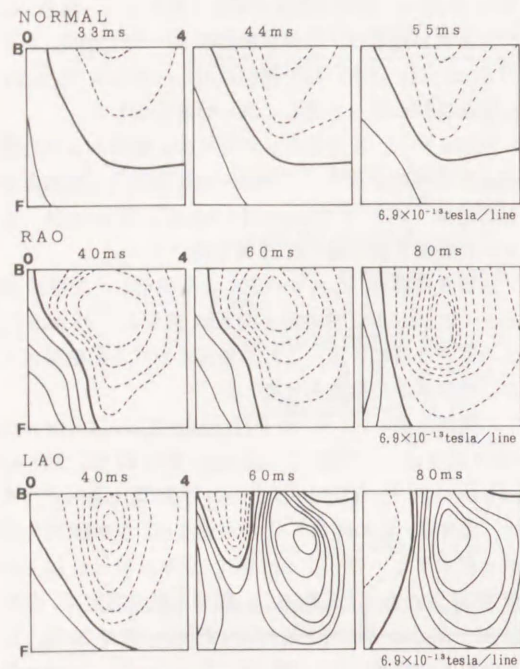 NORMAL
33ms 44ms 55ms
B 0 4
F
6.9×10⁻¹³tesla/line
RAO
40ms 60ms 80ms
B 0 4
F
6.9×10⁻¹³tesla/line
LAO
40ms 60ms 80ms
B 0 4
F
6.9×10⁻¹³tesla/line